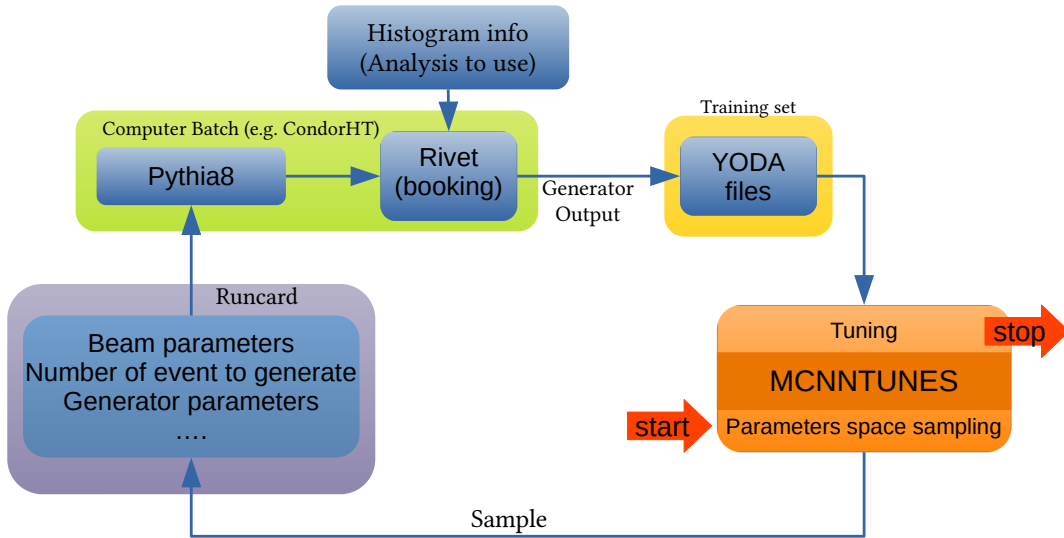 Histogram info
(Analysis to use)
Computer Batch (e.g. CondorHT)
Pythia8
Rivet
(booking)
Generator
Output
Training set
YODA
files
Runcard
Beam parameters
Number of event to generate
Generator parameters
....
Tuning
stop
MCNNTUNES
start
Parameters space sampling
Sample